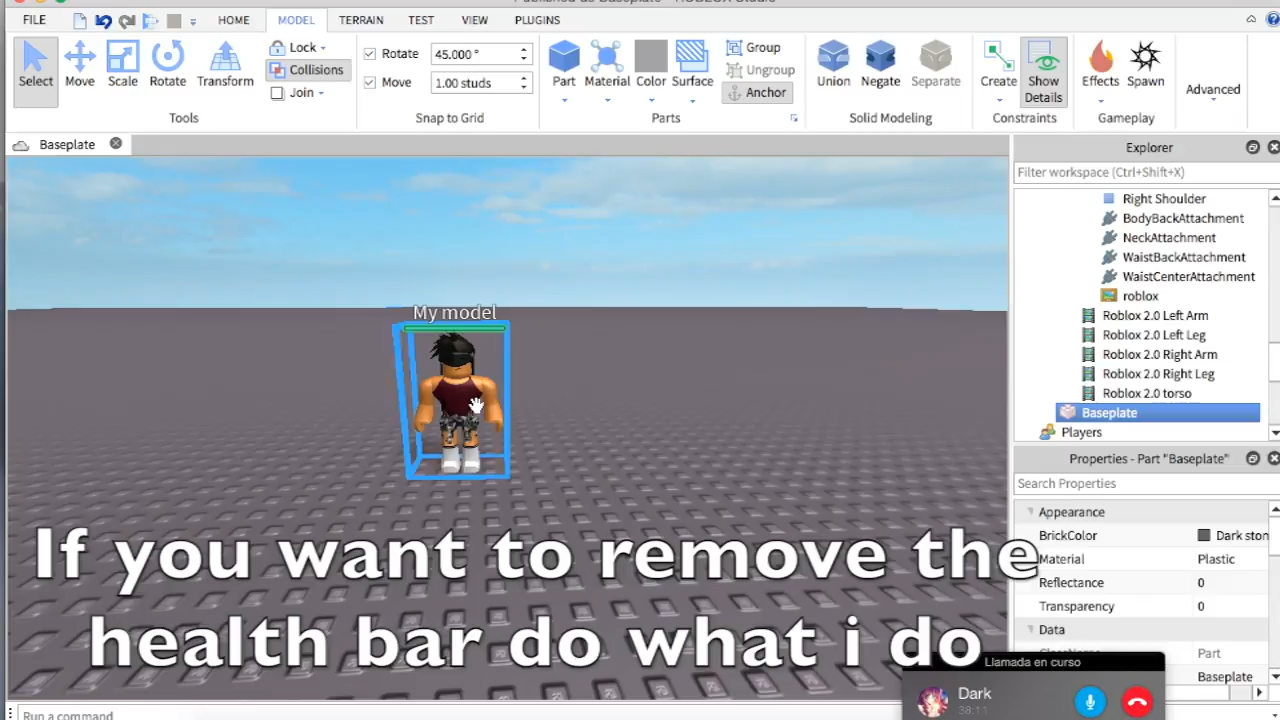 FILE
HOME
MODEL
TERRAIN
TEST
VIEW
PLUGINS
Select
Move
Scale
Rotate
Transform
Lock
Collisions
Join
Tools
Rotate 45.000 °
Move 1.00 studs
Snap to Grid
Part
Material
Color
Surface
Group
Ungroup
Anchor
Parts
Union
Negate
Separate
Solid Modeling
Create
Show
Details
Constraints
Effects
Spawn
Gameplay
Advanced
Baseplate
My model
If you want to remove the
health bar do what i do
Explorer
Filter workspace (Ctrl+Shift+X)
Right Shoulder
BodyBackAttachment
NeckAttachment
WaistBackAttachment
WaistCenterAttachment
roblox
Roblox 2.0 Left Arm
Roblox 2.0 Left Leg
Roblox 2.0 Right Arm
Roblox 2.0 Right Leg
Roblox 2.0 torso
Baseplate
Players
Properties - Part "Baseplate"
Search Properties
Appearance
BrickColor Dark ston
Material Plastic
Reflectance 0
Transparency 0
Data
Part
Baseplate
Llamada en curso
Dark
38:11
Run a command